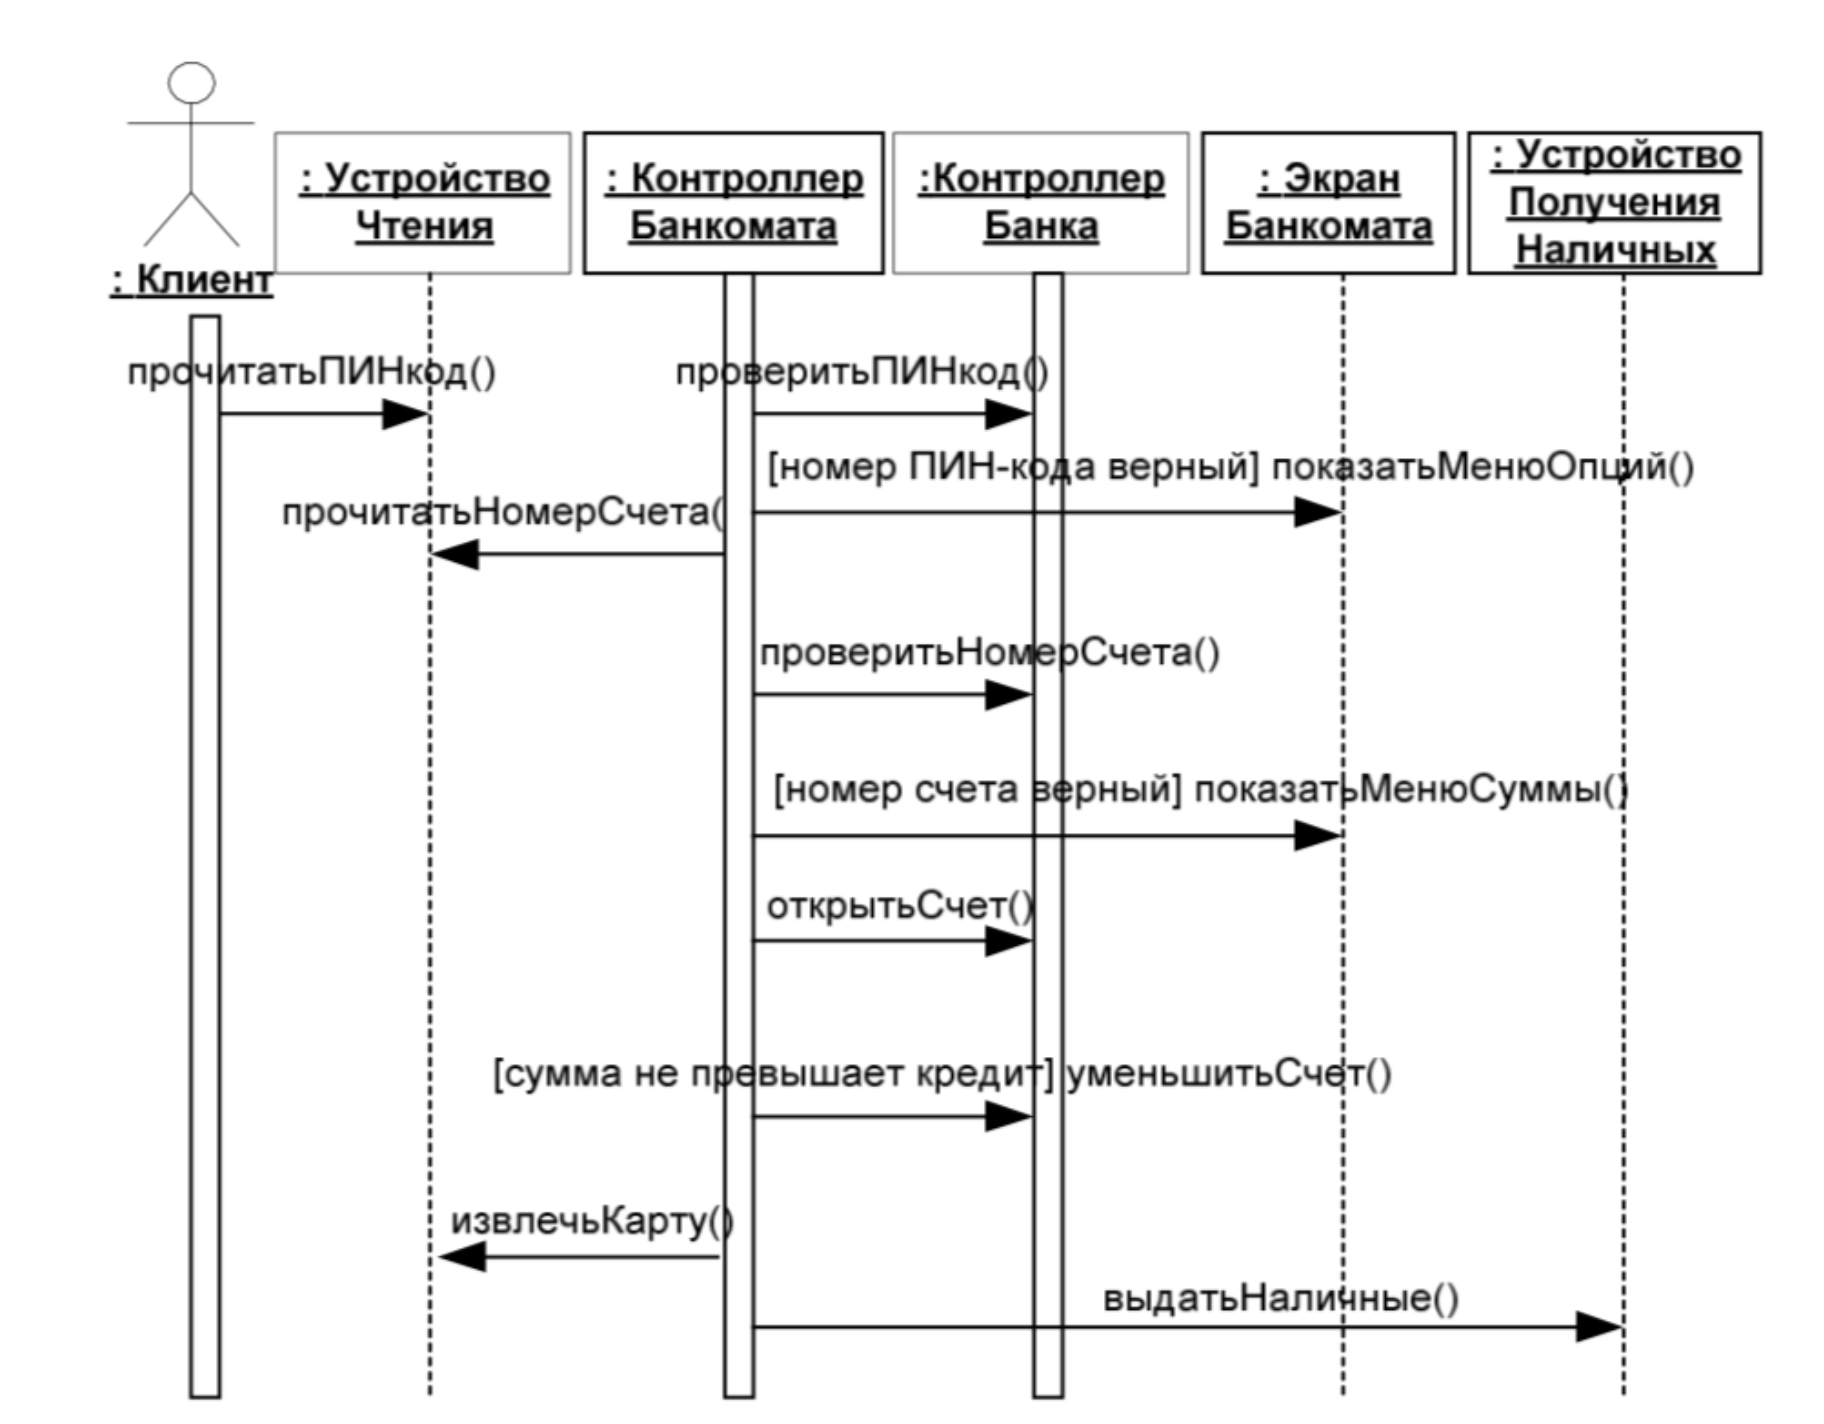 : Клиент
: Устройство
Чтения
: Контроллер
Банкомата
:Контроллер
Банка
: Экран
Банкомата
: Устройство
Получения
Наличных
прочитатьПИНкод()
проверитьПИНкод()
[номер ПИН-кода верный] показатьМенюОпций()
прочитатьНомерСчета(
проверитьНомерСчета()
[номер счета верный] показатьМенюСуммы()
открытьСчет()
[сумма не превышает кредит] уменьшитьСчет()
извлечьКарту()
выдатьНаличные()